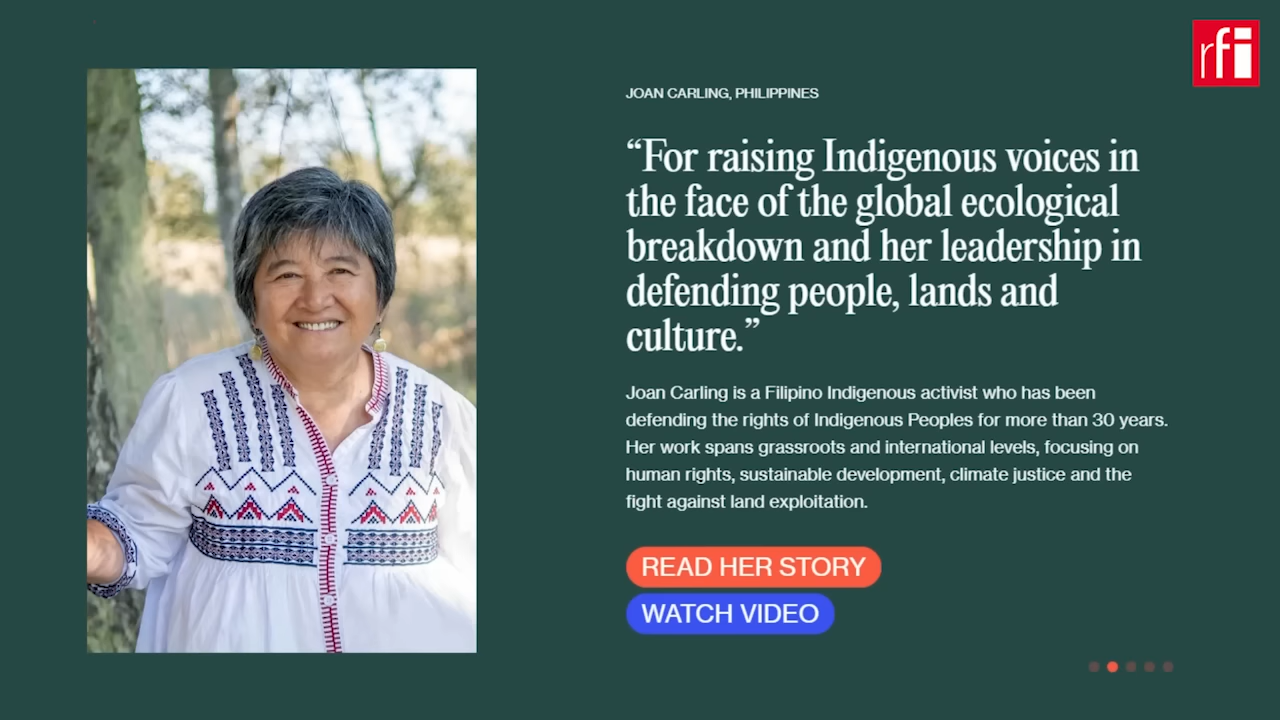 rfi
JOAN CARLING, PHILIPPINES
“For raising Indigenous voices in
the face of the global ecological
breakdown and her leadership in
defending people, lands and
culture.”
Joan Carling is a Filipino Indigenous activist who has been
defending the rights of Indigenous Peoples for more than 30 years.
Her work spans grassroots and international levels, focusing on
human rights, sustainable development, climate justice and the
fight against land exploitation.
READ HER STORY
WATCH VIDEO